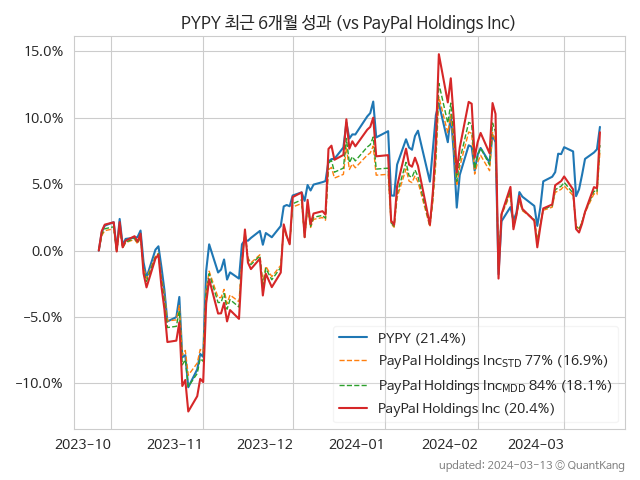 PYPY 최근 6개월 성과 (vs PayPal Holdings Inc)
15.0%
10.0%
5.0%
0.0%
−5.0%
−10.0%
PYPY (21.4%)
PayPal Holdings IncSTD 77% (16.9%)
PayPal Holdings IncMDD 84% (18.1%)
PayPal Holdings Inc (20.4%)
2023-10 2023-11 2023-12 2024-01 2024-02 2024-03
updated: 2024-03-13 ⓒ QuantKang